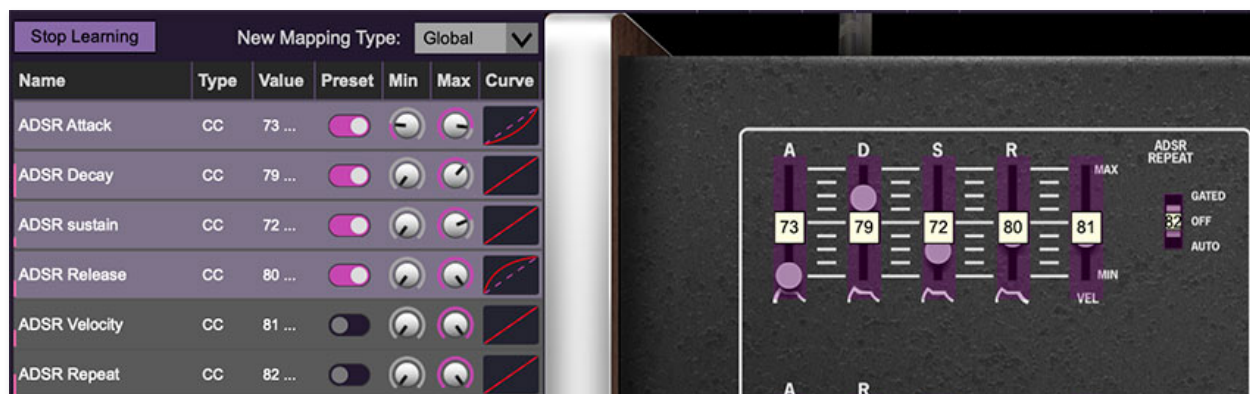 Stop Learning New Mapping Type: Global
Name Type Value Preset Min Max Curve
ADSR Attack CC 73 ...
ADSR Decay CC 79 ...
ADSR sustain CC 72 ...
ADSR Release CC 80 ...
ADSR Velocity CC 81 ...
ADSR Repeat CC 82 ...
A D S R
ADSR
REPEAT
MAX
GATED
73 79 72 80 81
82 OFF
AUTO
MIN
VEL
A R